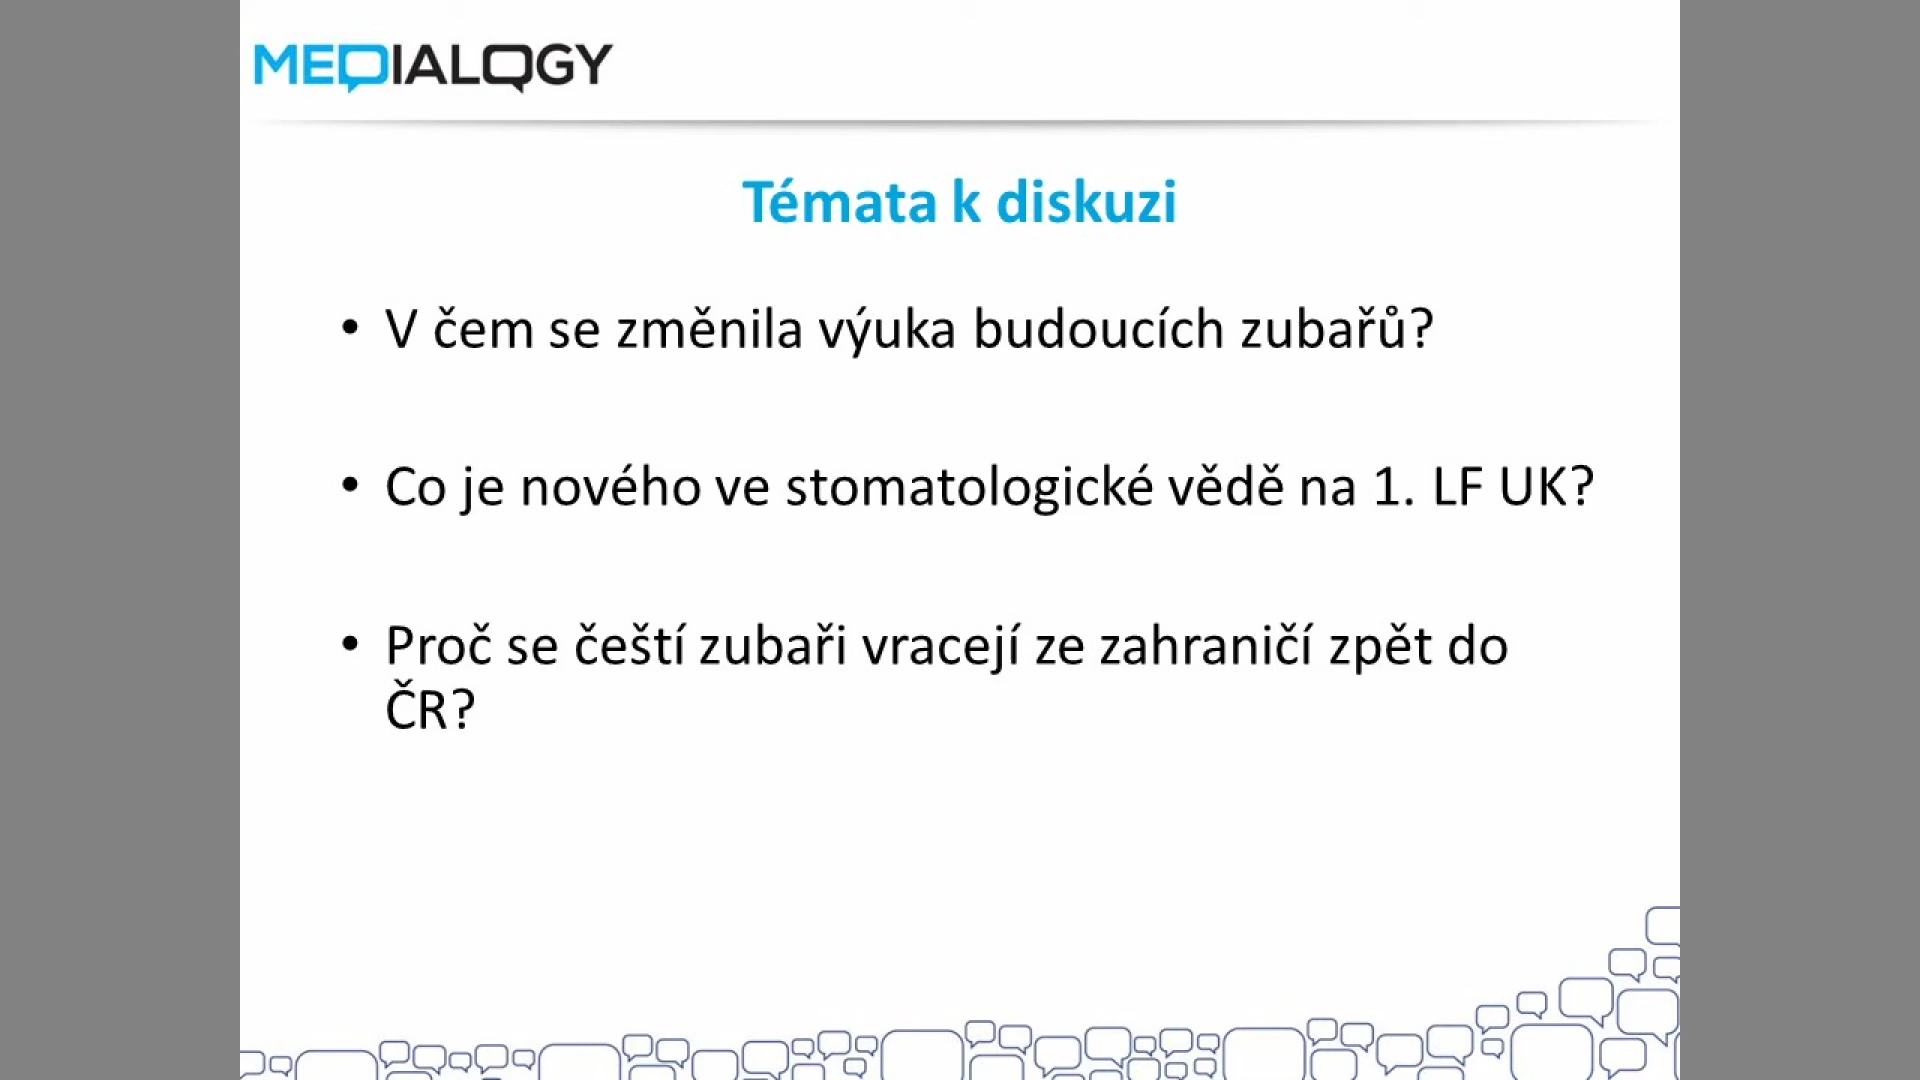 MEDIALOGY
Témata k diskuzi
• V čem se změnila výuka budoucích zubařů?
• Co je nového ve stomatologické vědě na 1. LF UK?
• Proč se čeští zubaři vracejí ze zahraničí zpět do
ČR?